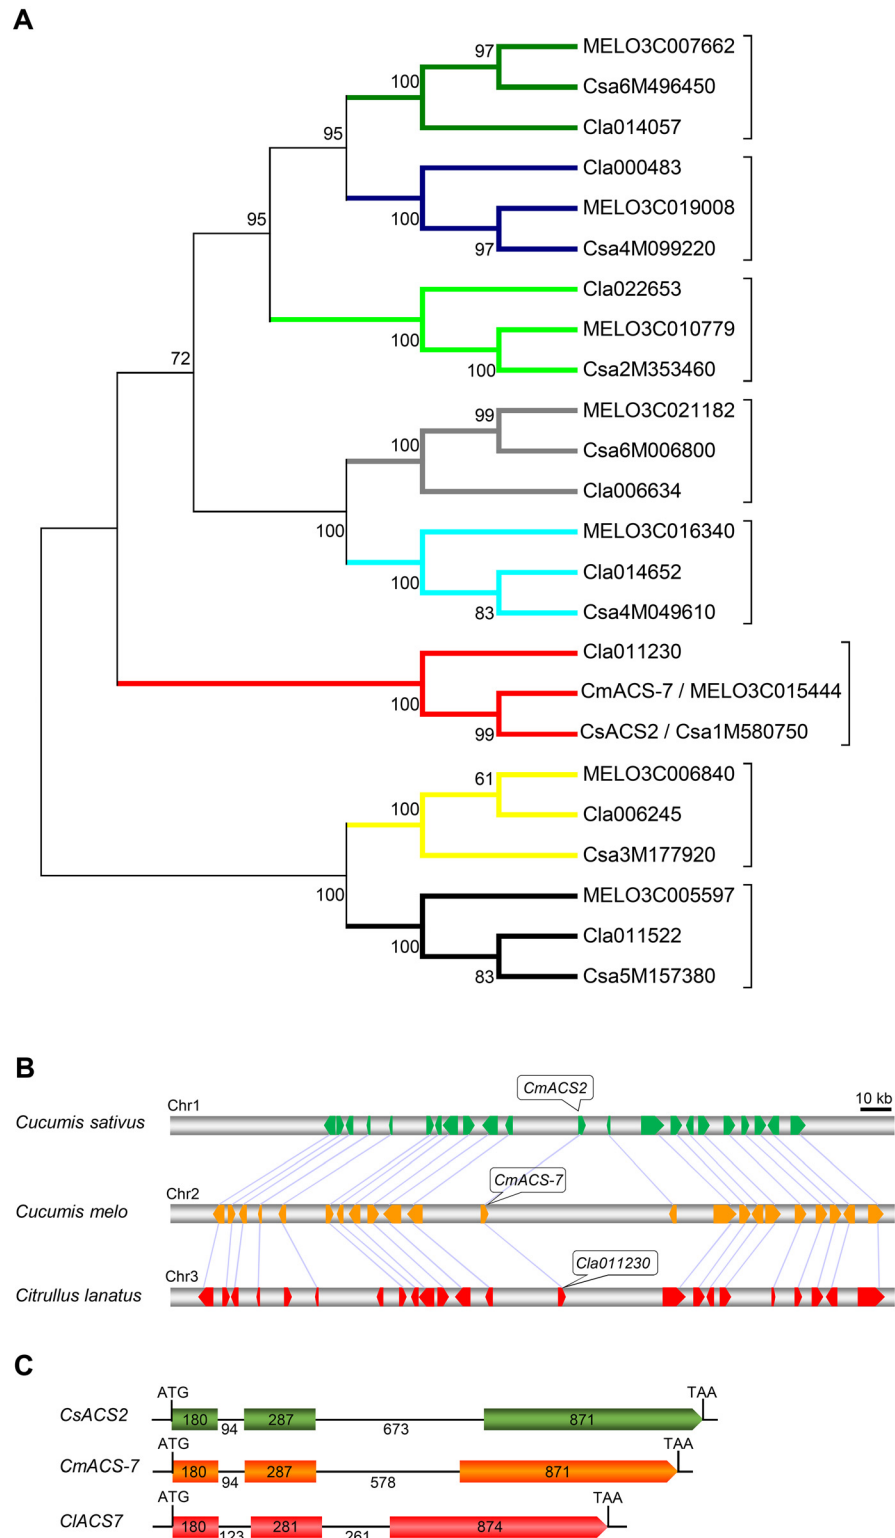 A
MELO3C007662
97
Csa6M496450
100
Cla014057
95
Cla000483
MELO3C019008
100
Csa4M099220
97
95
Cla022653
MELO3C010779
100
Csa2M353460
100
72
MELO3C021182
99
Csa6M006800
100
Cla006634
100
MELO3C016340
Cla014652
100
Csa4M049610
83
Cla011230
CmACS-7 / MELO3C015444
100
CsACS2 / Csa1M580750
99
MELO3C006840
61
Cla006245
100
Csa3M177920
100
MELO3C005597
Cla011522
100
Csa5M157380
83
B
CmACS2
10 kb
Chr1
Cucumis sativus
CmACS-7
Chr2
Cucumis melo
Cla011230
Chr3
Citrullus lanatus
C
ATG TAA
CsACS2 180 94 287 673 871
ATG TAA
CmACS-7 180 94 287 578 871
ATG TAA
ClACS7 180 123 281 261 874